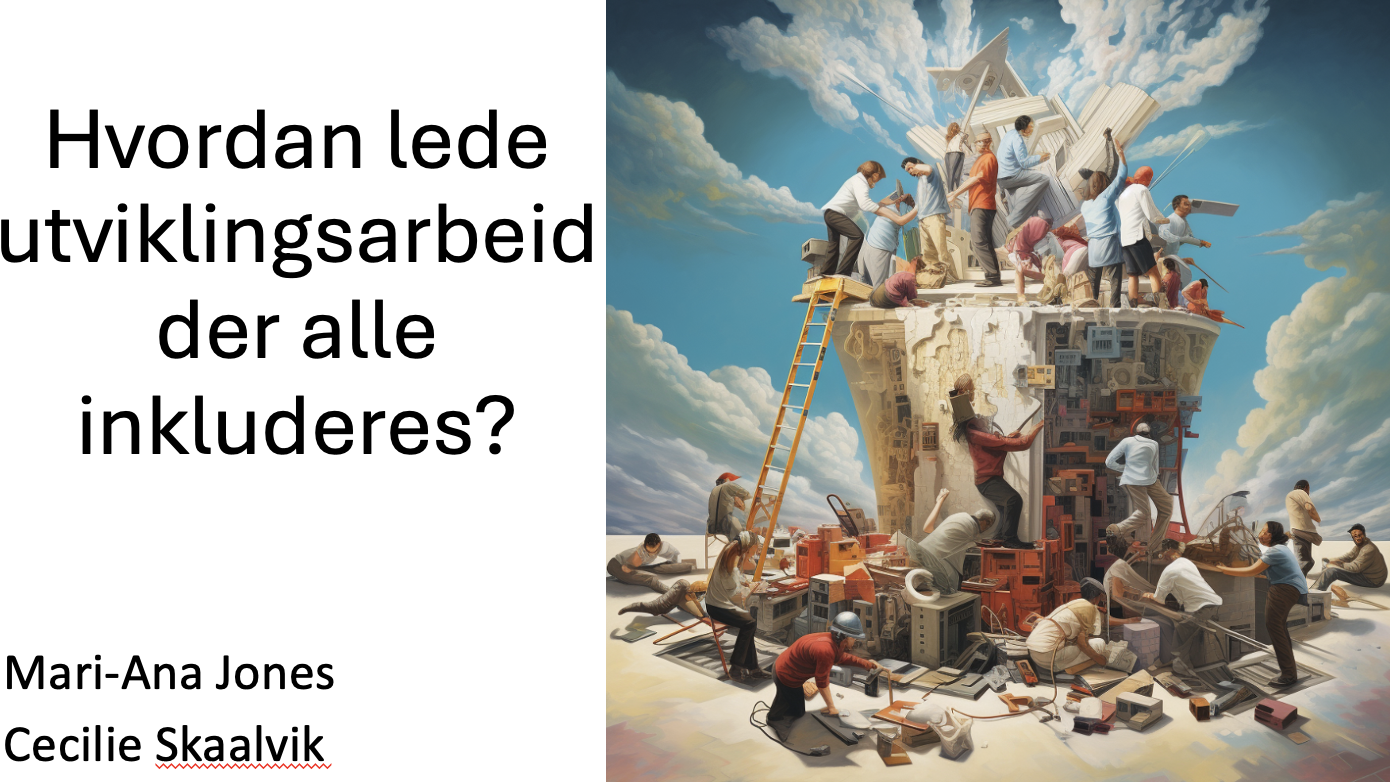 Hvordan lede
utviklingsarbeid
der alle
inkluderes?
Mari-Ana Jones
Cecilie Skaalvik